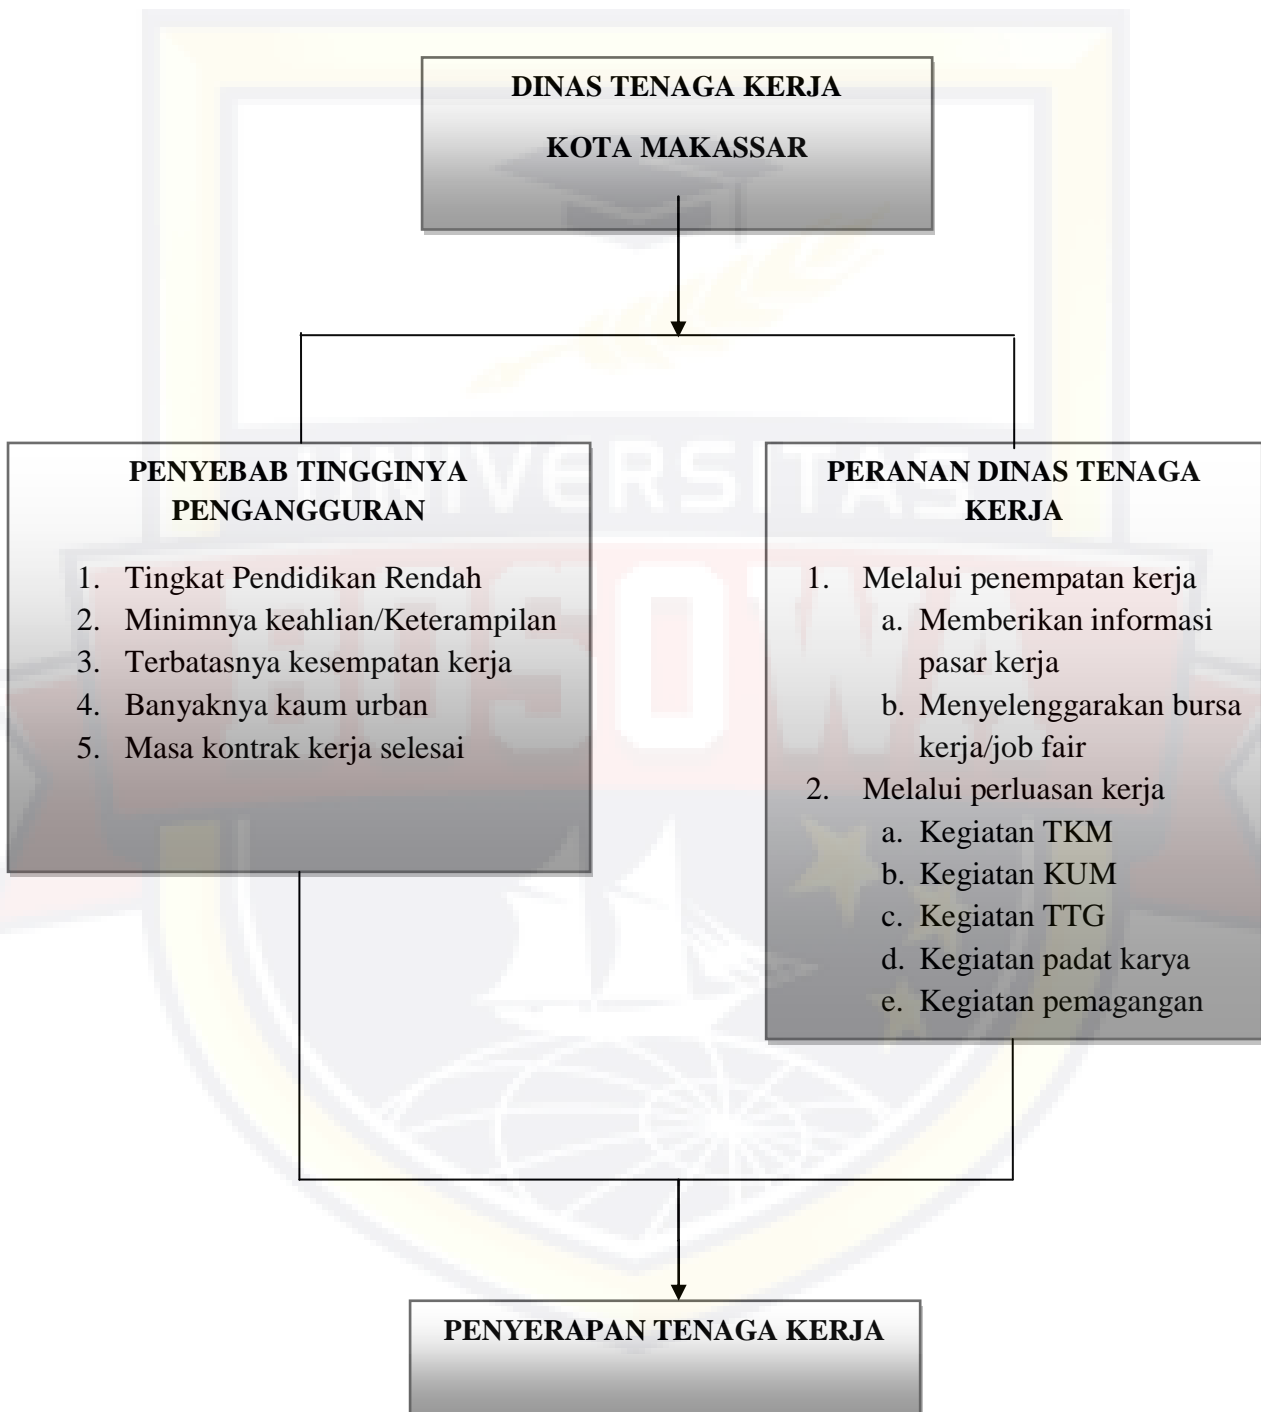 DINAS TENAGA KERJA
KOTA MAKASSAR
PENYEBAB TINGGINYA
PENGANGGURAN
1. Tingkat Pendidikan Rendah
2. Minimnya keahlian/Keterampilan
3. Terbatasnya kesempatan kerja
4. Banyaknya kaum urban
5. Masa kontrak kerja selesai
PERANAN DINAS TENAGA
KERJA
1. Melalui penempatan kerja
a. Memberikan informasi
pasar kerja
b. Menyelenggarakan bursa
kerja/job fair
2. Melalui perluasan kerja
a. Kegiatan TKM
b. Kegiatan KUM
c. Kegiatan TTG
d. Kegiatan padat karya
e. Kegiatan pemagangan
PENYERAPAN TENAGA KERJA
UNIVERSITAS
BOSOWA